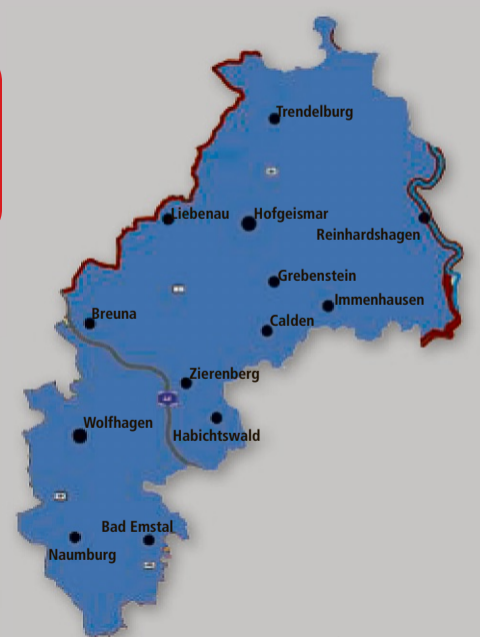 Trendelburg
Liebenau
Hofgeismar
Reinhardshagen
Grebenstein
Immenhausen
Breuna
Calden
Zierenberg
Wolfhagen
Habichtswald
Bad Emstal
Naumburg